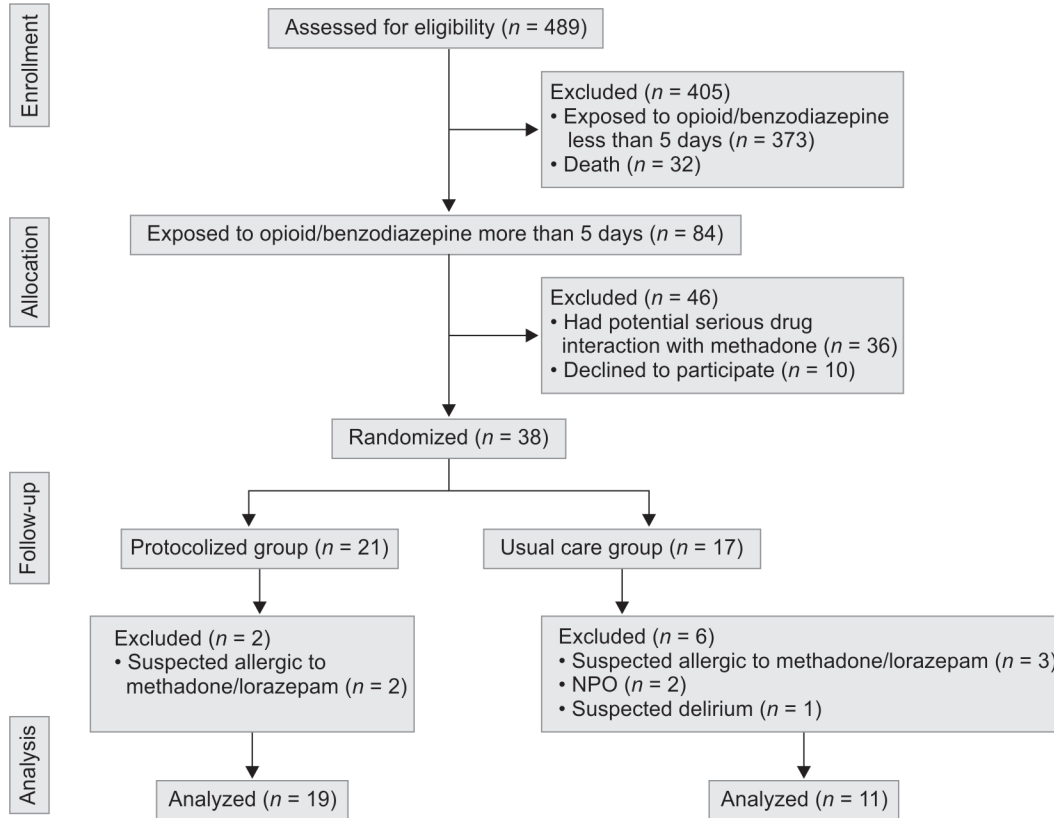 Enrollment
Assessed for eligibility (n = 489)
Excluded (n = 405)
• Exposed to opioid/benzodiazepine
less than 5 days (n = 373)
• Death (n = 32)
Allocation
Exposed to opioid/benzodiazepine more than 5 days (n = 84)
Excluded (n = 46)
• Had potential serious drug
interaction with methadone (n = 36)
• Declined to participate (n = 10)
Randomized (n = 38)
Follow-up
Protocolized group (n = 21)
Usual care group (n = 17)
Excluded (n = 2)
• Suspected allergic to
methadone/lorazepam (n = 2)
Excluded (n = 6)
• Suspected allergic to methadone/lorazepam (n = 3)
• NPO (n = 2)
• Suspected delirium (n = 1)
Analysis
Analyzed (n = 19)
Analyzed (n = 11)